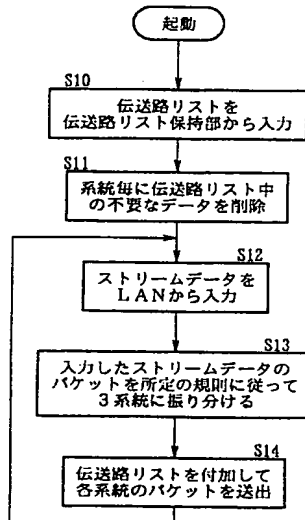 起動
S10
伝送路リストを
伝送路リスト保持部から入力
S11
系統毎に伝送路リスト中
の不要なデータを削除
S12
ストリームデータを
LANから入力
S13
入力したストリームデータの
パケットを所定の規則に従って
3系統に振り分ける
S14
伝送路リストを付加して
各系統のパケットを送出